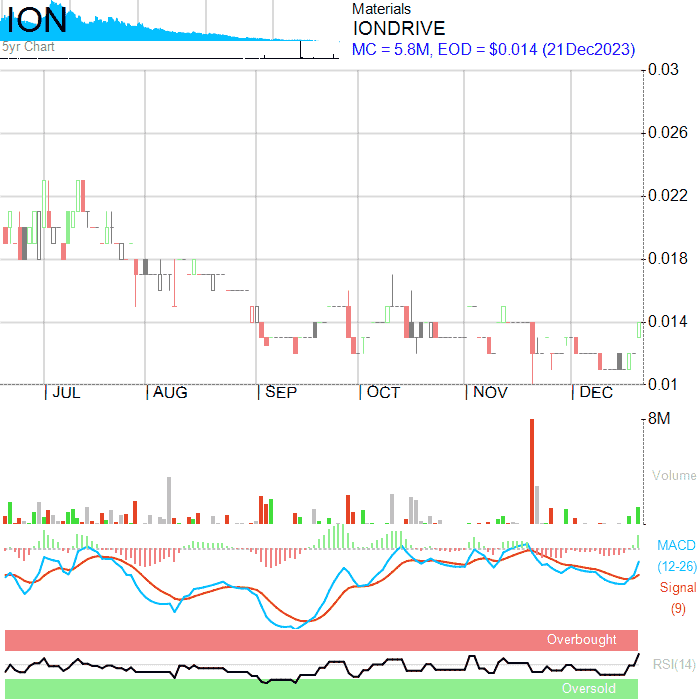 ION
5yr Chart
Materials
IONDRIVE
MC = 5.8M, EOD = $0.014 (21Dec2023)
0.03
0.026
0.022
0.018
0.014
0.01
JUL AUG SEP OCT NOV DEC
8M
Volume
MACD
(12-26)
Signal
(9)
Overbought
RSI(14)
Oversold